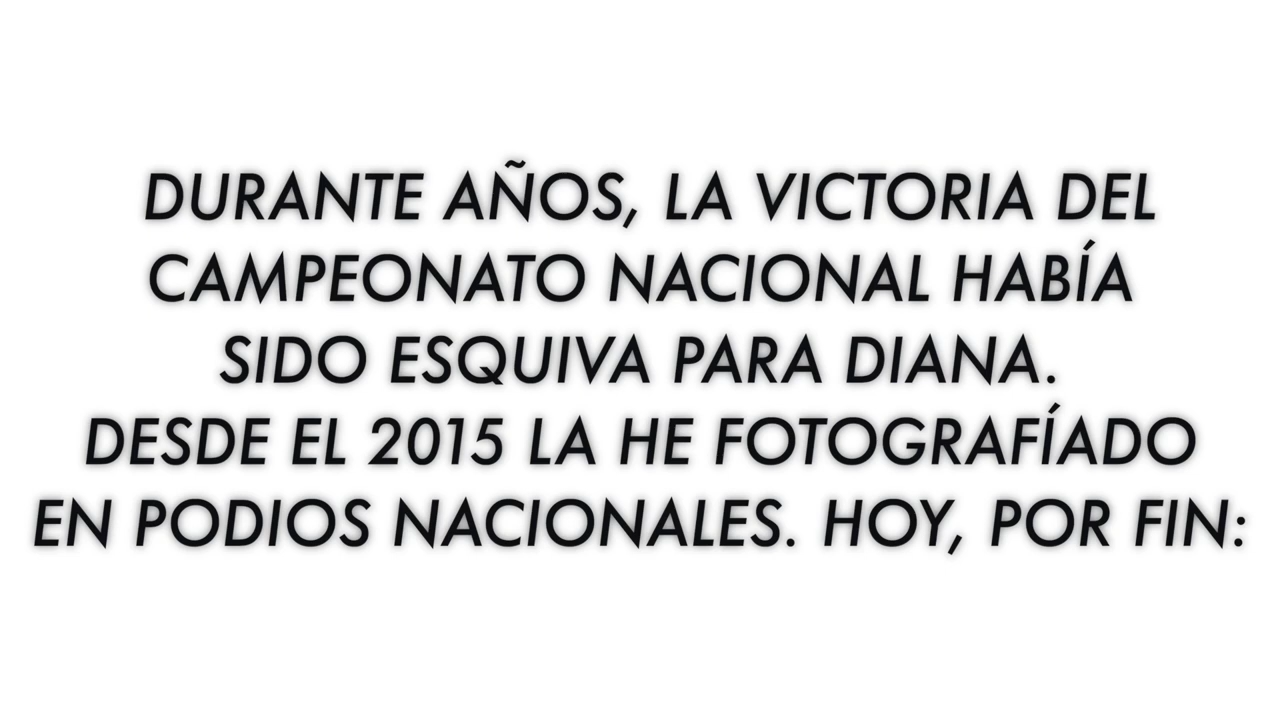 DURANTE AÑOS, LA VICTORIA DEL
CAMPEONATO NACIONAL HABÍA
SIDO ESQUIVA PARA DIANA.
DESDE EL 2015 LA HE FOTOGRAFÍADO
EN PODIOS NACIONALES. HOY, POR FIN: